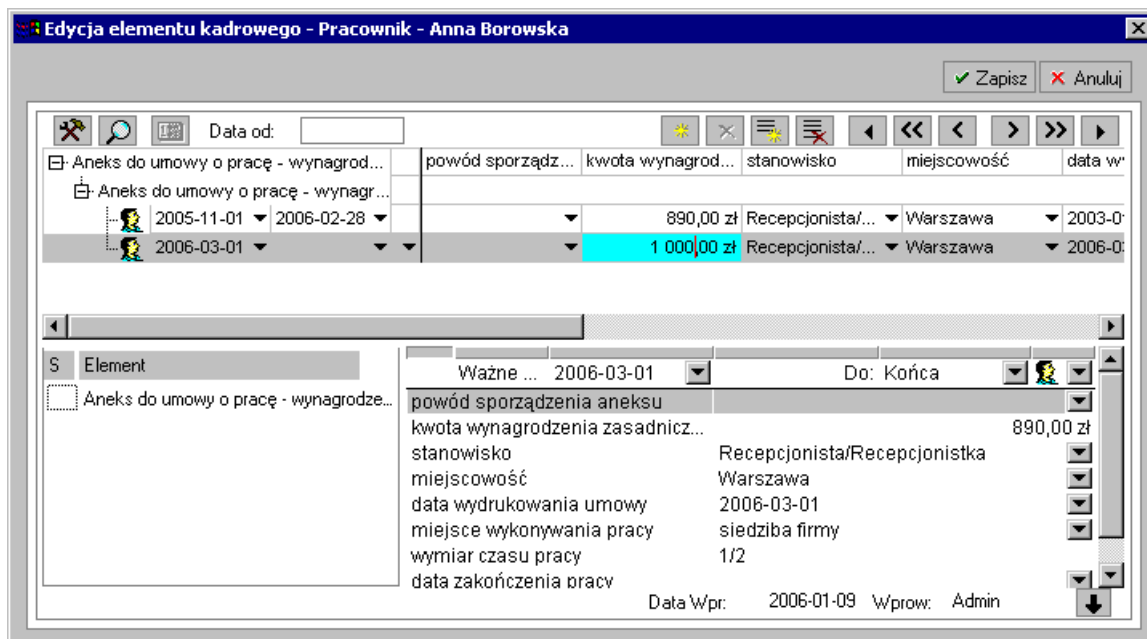 Edycja elementu kadrowego - Pracownik - Anna Borowska
Zapisz Anuluj
Data od:
Aneks do umowy o pracę - wynagrod... powód sporządz... kwota wynagrod... stanowisko miejscowość data w
Aneks do umowy o pracę - wynagr...
2005-11-01 2006-02-28 890,00 zł Recepcjonista/... Warszawa 2003-0
2006-03-01 1 000,00 zł Recepcjonista/... Warszawa 2006-0
S Element
Aneks do umowy o pracę - wynagrodze...
Ważne ... 2006-03-01 Do: Końca
powód sporządzenia aneksu
kwota wynagrodzenia zasadnicz... 890,00 zł
stanowisko Recepcjonista/Recepcjonistka
miejscowość Warszawa
data wydrukowania umowy 2006-03-01
miejsce wykonywania pracy siedziba firmy
wymiar czasu pracy 1/2
data zakończenia pracy
Data Wpr: 2006-01-09 Wprow: Admin